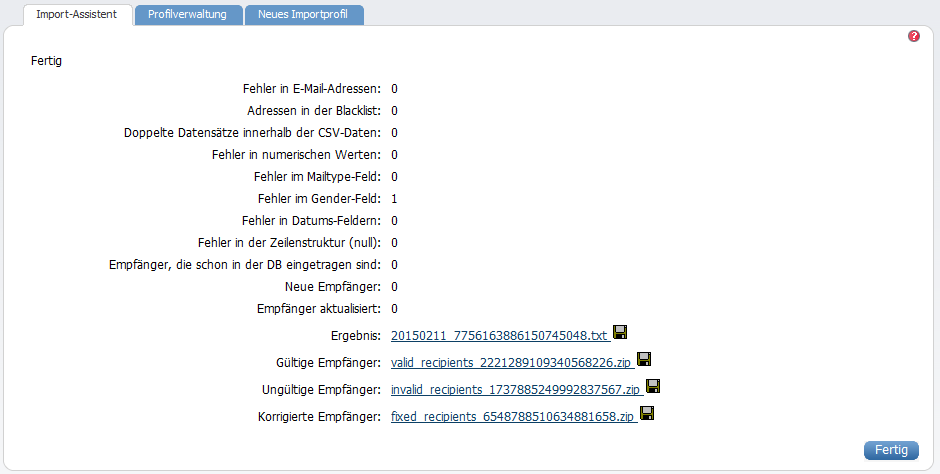 Import-Assistent Profilverwaltung Neues Importprofil
?
Fertig
Fehler in E-Mail-Adressen: 0
Adressen in der Blacklist: 0
Doppelte Datensätze innerhalb der CSV-Daten: 0
Fehler in numerischen Werten: 0
Fehler im Mailtype-Feld: 0
Fehler im Gender-Feld: 1
Fehler in Datums-Feldern: 0
Fehler in der Zeilenstruktur (null): 0
Empfänger, die schon in der DB eingetragen sind: 0
Neue Empfänger: 0
Empfänger aktualisiert: 0
Ergebnis: 20150211_7756163886150745048.txt
Gültige Empfänger: valid_recipients_2221289109340568226.zip
Ungültige Empfänger: invalid_recipients_1737885249992837567.zip
Korrigierte Empfänger: fixed_recipients_6548788510634881658.zip
Fertig